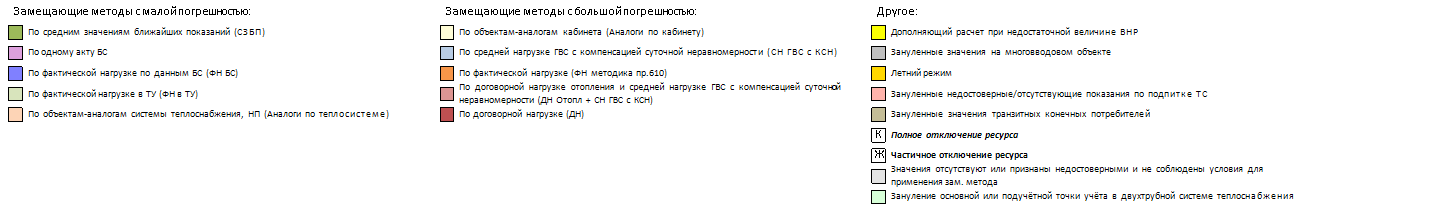 Замещающие методы с малой погрешностью:
По средним значениям ближайших показаний (СЗБП)
По одному акту БС
По фактической нагрузке по данным БС (ФН БС)
По фактической нагрузке в ТУ (ФН в ТУ)
По объектам-аналогам системы теплоснабжения, НП (Аналоги по теплосистеме)
Замещающие методы с большой погрешностью:
По объектам-аналогам кабинета (Аналоги по кабинету)
По средней нагрузке ГВС с компенсацией суточной неравномерности (СН ГВС с КСН)
По фактической нагрузке (ФН методика пр.610)
По договорной нагрузке отопления и средней нагрузке ГВС с компенсацией суточной
неравномерности (ДН Отопл + СН ГВС с КСН)
По договорной нагрузке (ДН)
Другое:
Дополняющий расчет при недостаточной величине ВНР
Зануленные значения на многовводовом объекте
Летний режим
Зануленные недостоверные/отсутствующие показания по подпитке ТС
Зануленные значения транзитных конечных потребителей
К Полное отключение ресурса
Ж Частичное отключение ресурса
Значения отсутствуют или признаны недостоверными и не соблюдены условия для
применения зам. метода
Зануление основной или подучётной точки учёта в двухтрубной системе теплоснабжения